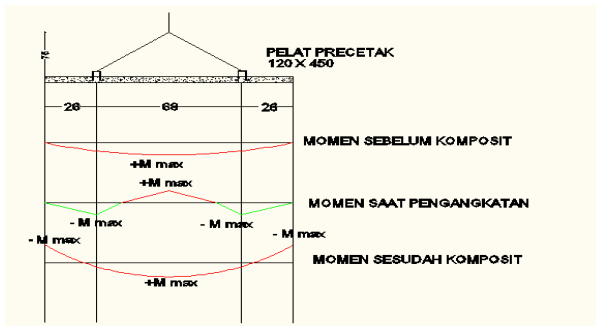 75
PELAT PRECETAK
120 X 450
26 68 26
MOMEN SEBELUM KOMPOSIT
+M max
+M max
MOMEN SAAT PENGANGKATAN
- M max - M max
- M max - M max
MOMEN SESUDAH KOMPOSIT
+M max